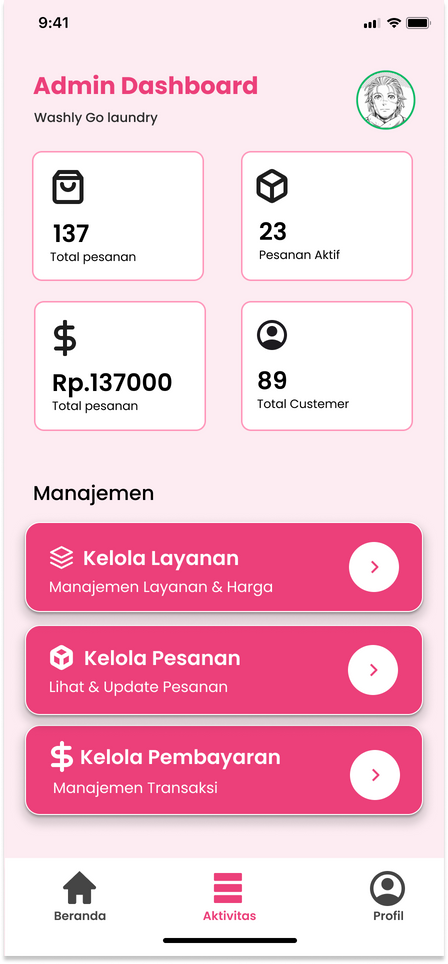 9:41
Admin Dashboard
Washly Go laundry
137
Total pesanan
23
Pesanan Aktif
Rp.137000
Total pesanan
89
Total Custemer
Manajemen
Kelola Layanan
Manajemen Layanan & Harga
Kelola Pesanan
Lihat & Update Pesanan
Kelola Pembayaran
Manajemen Transaksi
Beranda
Aktivitas
Profil